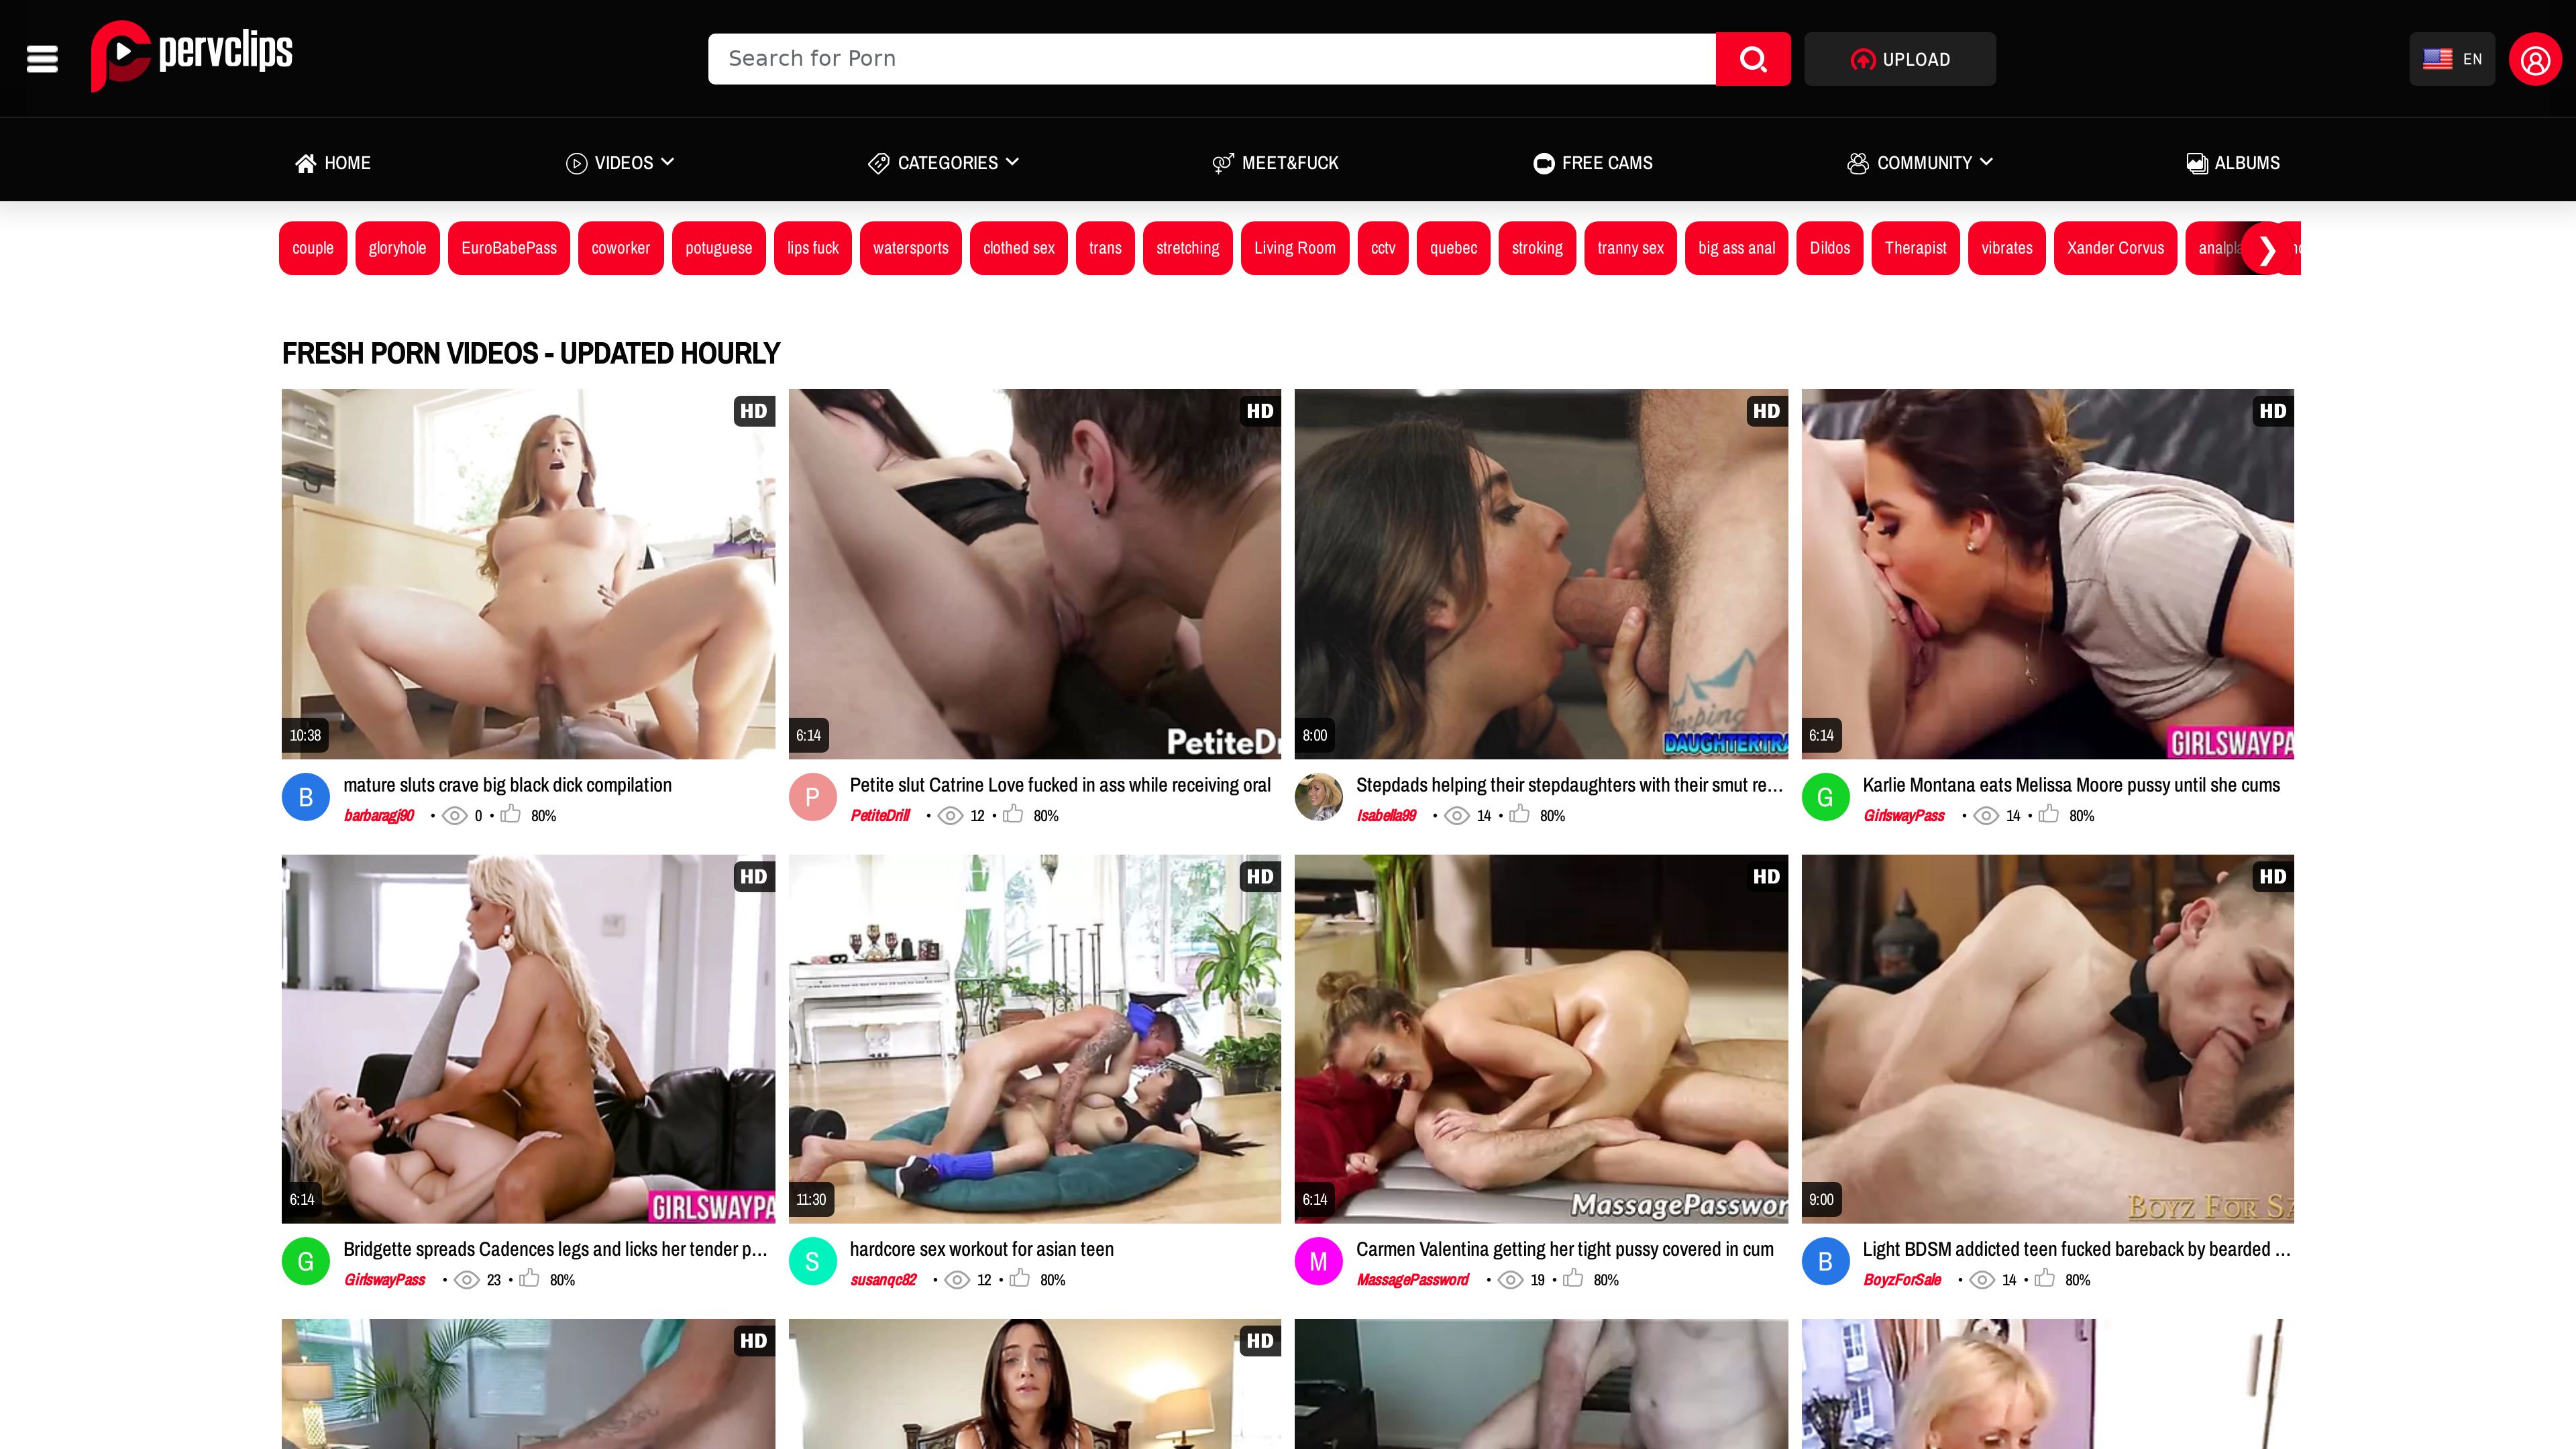 pervclips
Search for Porn
UPLOAD
EN
HOME
VIDEOS
CATEGORIES
MEET&FUCK
FREE CAMS
COMMUNITY
ALBUMS
couple
gloryhole
EuroBabePass
coworker
potuguese
lips fuck
watersports
clothed sex
trans
stretching
Living Room
cctv
quebec
stroking
tranny sex
big ass anal
Dildos
Therapist
vibrates
Xander Corvus
FRESH PORN VIDEOS - UPDATED HOURLY
HD
10:38
B
mature sluts crave big black dick compilation
barbaragj90 • 0 • 80%
HD
6:14
PetiteDr
P
Petite slut Catrine Love fucked in ass while receiving oral
PetiteDrill • 12 • 80%
HD
8:00
DAUGHTERTRA
Stepdads helping their stepdaughters with their smut re...
Isabella99 • 14 • 80%
HD
6:14
GIRLSWAYPA
G
Karlie Montana eats Melissa Moore pussy until she cums
GirlswayPass • 14 • 80%
HD
6:14
GIRLSWAYPA
G
Bridgette spreads Cadences legs and licks her tender p...
GirlswayPass • 23 • 80%
HD
11:30
S
hardcore sex workout for asian teen
susanqc82 • 12 • 80%
HD
6:14
MassagePasswor
M
Carmen Valentina getting her tight pussy covered in cum
MassagePassword • 19 • 80%
HD
9:00
BOYZ FOR SA
B
Light BDSM addicted teen fucked bareback by bearded ...
BoyzForSale • 14 • 80%
HD
HD